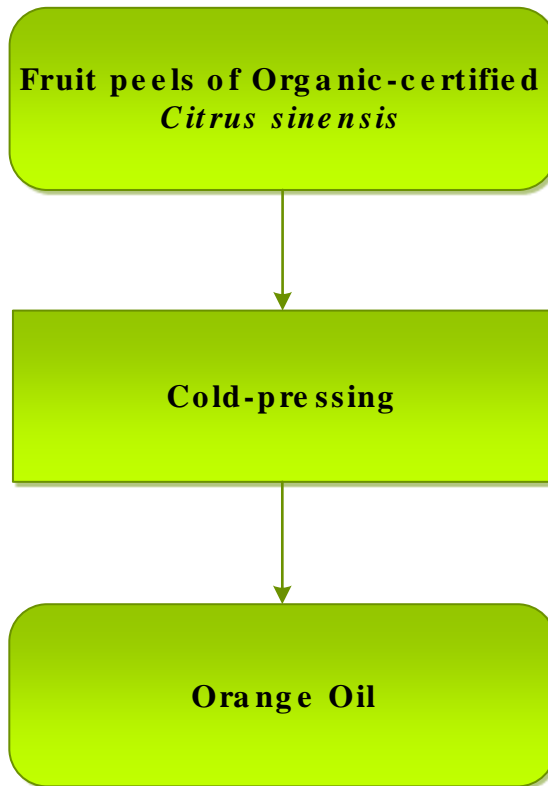 Fruit peels of Organic-certified
Citrus sinensis
Cold-pressing
Orange Oil